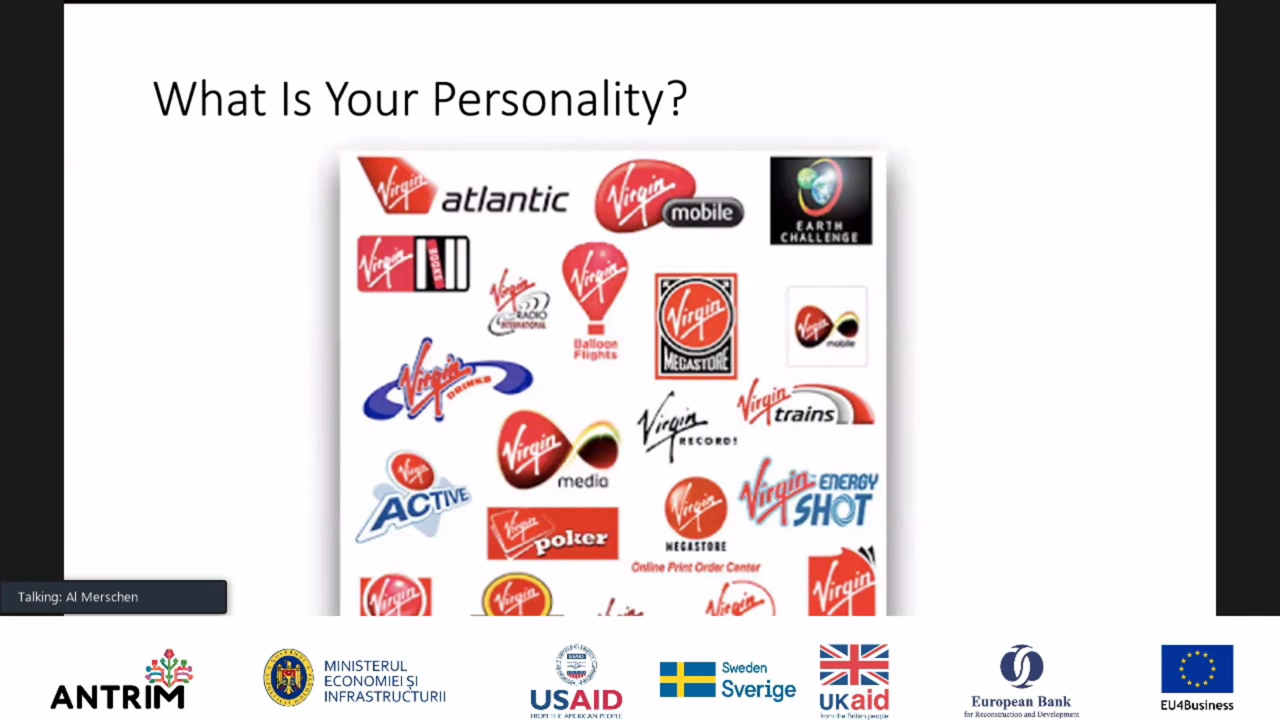 What Is Your Personality?
Virgin atlantic
Virgin mobile
EARTH
CHALLENGE
Virgin BOOKS
Virgin
RADIO
INTERNATIONAL
Virgin
Balloon
Flights
Virgin
MEGASTORE
Virgin
mobile
Virgin
DRINKS
Virgin
media
Virgin
RECORDS
Virgin
trains
Virgin
ACTIVE
Virgin
poker
Virgin
MEGASTORE
Virgin ENERGY
SHOT
Online Print Order Center
Virgin
Virgin
Virgin
Virgin
Talking: Al Merschen
ANTRIM
MINISTERUL
ECONOMIEI ȘI
INFRASTRUCTURII
USAID
FROM THE AMERICAN PEOPLE
Sweden
Sverige
UKaid
from the British people
European Bank
for Reconstruction and Development
EU4Business